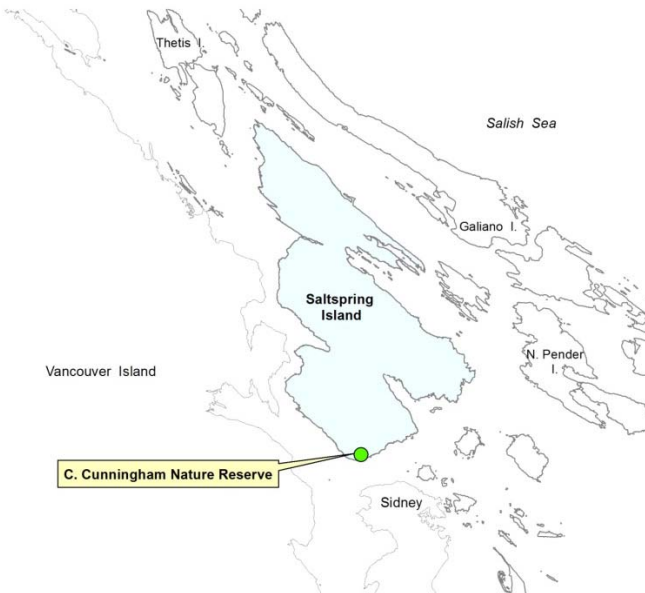 Thetis I.
Salish Sea
Galiano I.
Saltspring
Island
N. Pender
I.
Vancouver Island
C. Cunningham Nature Reserve
Sidney